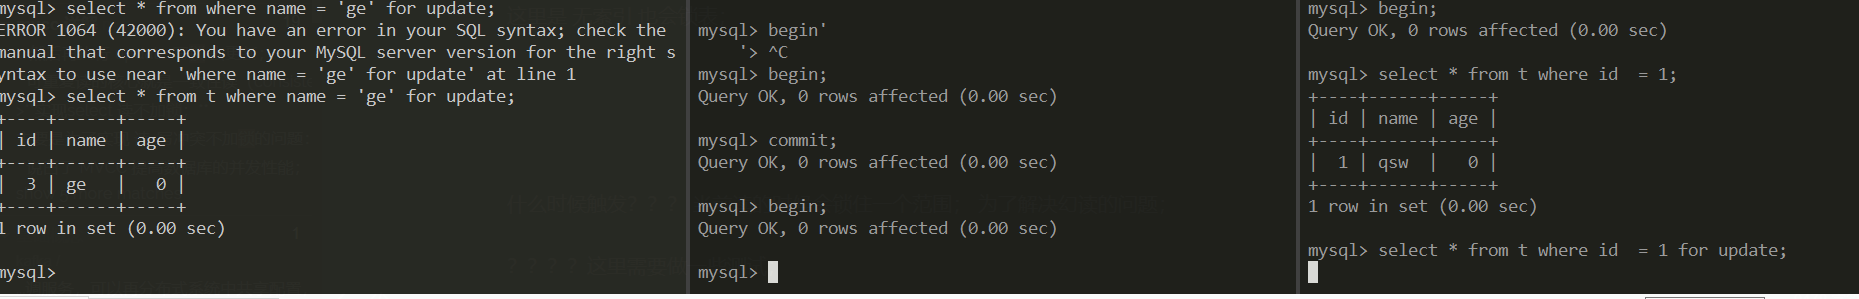 mysql> select * from where name = 'ge' for update;
ERROR 1064 (42000): You have an error in your SQL syntax; check the
manual that corresponds to your MySQL server version for the right s
yntax to use near 'where name = 'ge' for update' at line 1
mysql> select * from t where name = 'ge' for update;
+----+------+-----+
| id | name | age |
+----+------+-----+
| 3 | ge | 0 |
+----+------+-----+
1 row in set (0.00 sec)
mysql>
mysql> begin'
'> ^C
mysql> begin;
Query OK, 0 rows affected (0.00 sec)
mysql> commit;
Query OK, 0 rows affected (0.00 sec)
mysql> begin;
Query OK, 0 rows affected (0.00 sec)
mysql>
mysql> begin;
Query OK, 0 rows affected (0.00 sec)
mysql> select * from t where id  = 1;
+----+------+-----+
| id | name | age |
+----+------+-----+
| 1 | qsw | 0 |
+----+------+-----+
1 row in set (0.00 sec)
mysql> select * from t where id  = 1 for update;